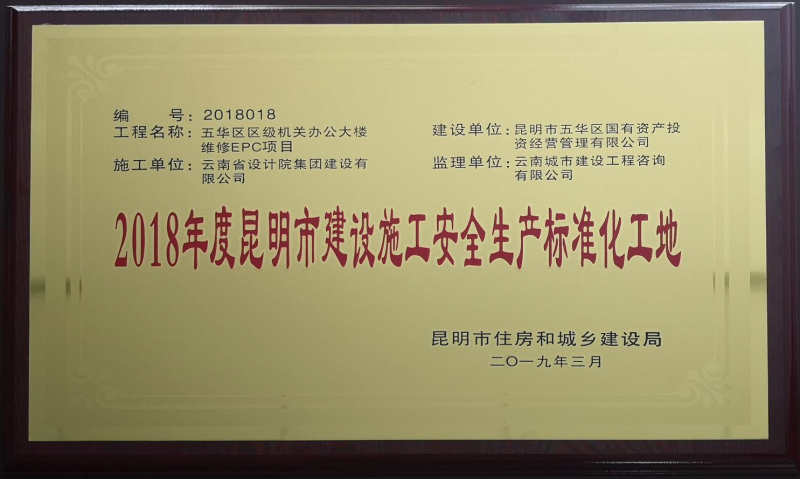 编　　号：2018018
工程名称：五华区区级机关办公大楼
维修EPC项目
施工单位：云南省设计院集团建设有
限公司
建设单位：昆明市五华区国有资产投
资经营管理有限公司
监理单位：云南城市建设工程咨询
有限公司
2018年度昆明市建设施工安全生产标准化工地
昆明市住房和城乡建设局
二〇一九年三月